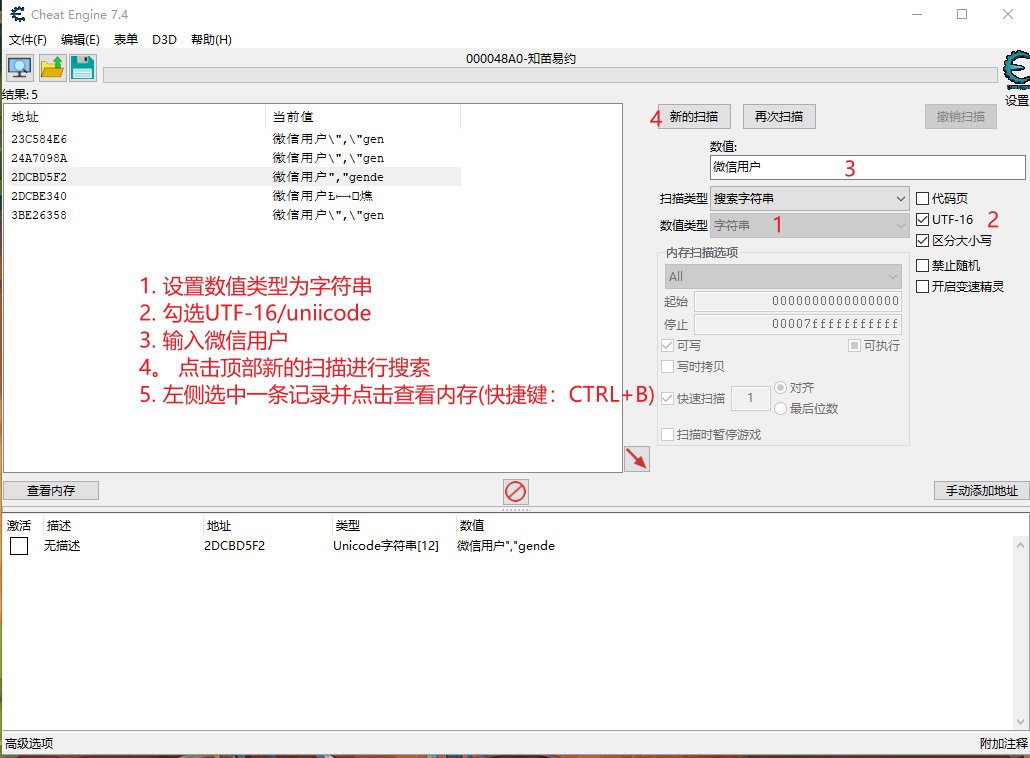 Cheat Engine 7.4
文件(F) 编辑(E) 表单 D3D 帮助(H)
000048A0-知苗易约
设置
结果: 5
地址 当前值
23C584E6 微信用户\",\"gen
24A7098A 微信用户\",\"gen
2DCBD5F2 微信用户","gende
2DCBE340 微信用户
3BE26358 微信用户\",\"gen
4 新的扫描 再次扫描 撤销扫描
数值:
微信用户 3
扫描类型 搜索字符串 代码页
数值类型 字符串 1 UTF-16 2
区分大小写
内存扫描选项
All 禁止随机
开启变速精灵
起始 0000000000000000
停止 00007fffffffffff
可写 可执行
写时拷贝
快速扫描 1 对齐
最后位数
扫描时暂停游戏
1. 设置数值类型为字符串
2. 勾选UTF-16/uniicode
3. 输入微信用户
4。 点击顶部新的扫描进行搜索
5. 左侧选中一条记录并点击查看内存(快捷键：CTRL+B)
查看内存 手动添加地址
激活 描述 地址 类型 数值
无描述 2DCBD5F2 Unicode字符串[12] 微信用户","gende
高级选项 附加注释